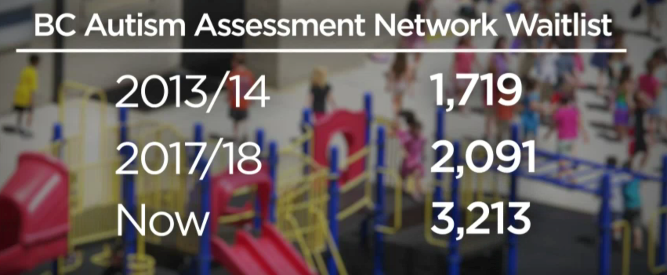 BC Autism Assessment Network Waitlist
2013/14 1,719
2017/18 2,091
Now 3,213